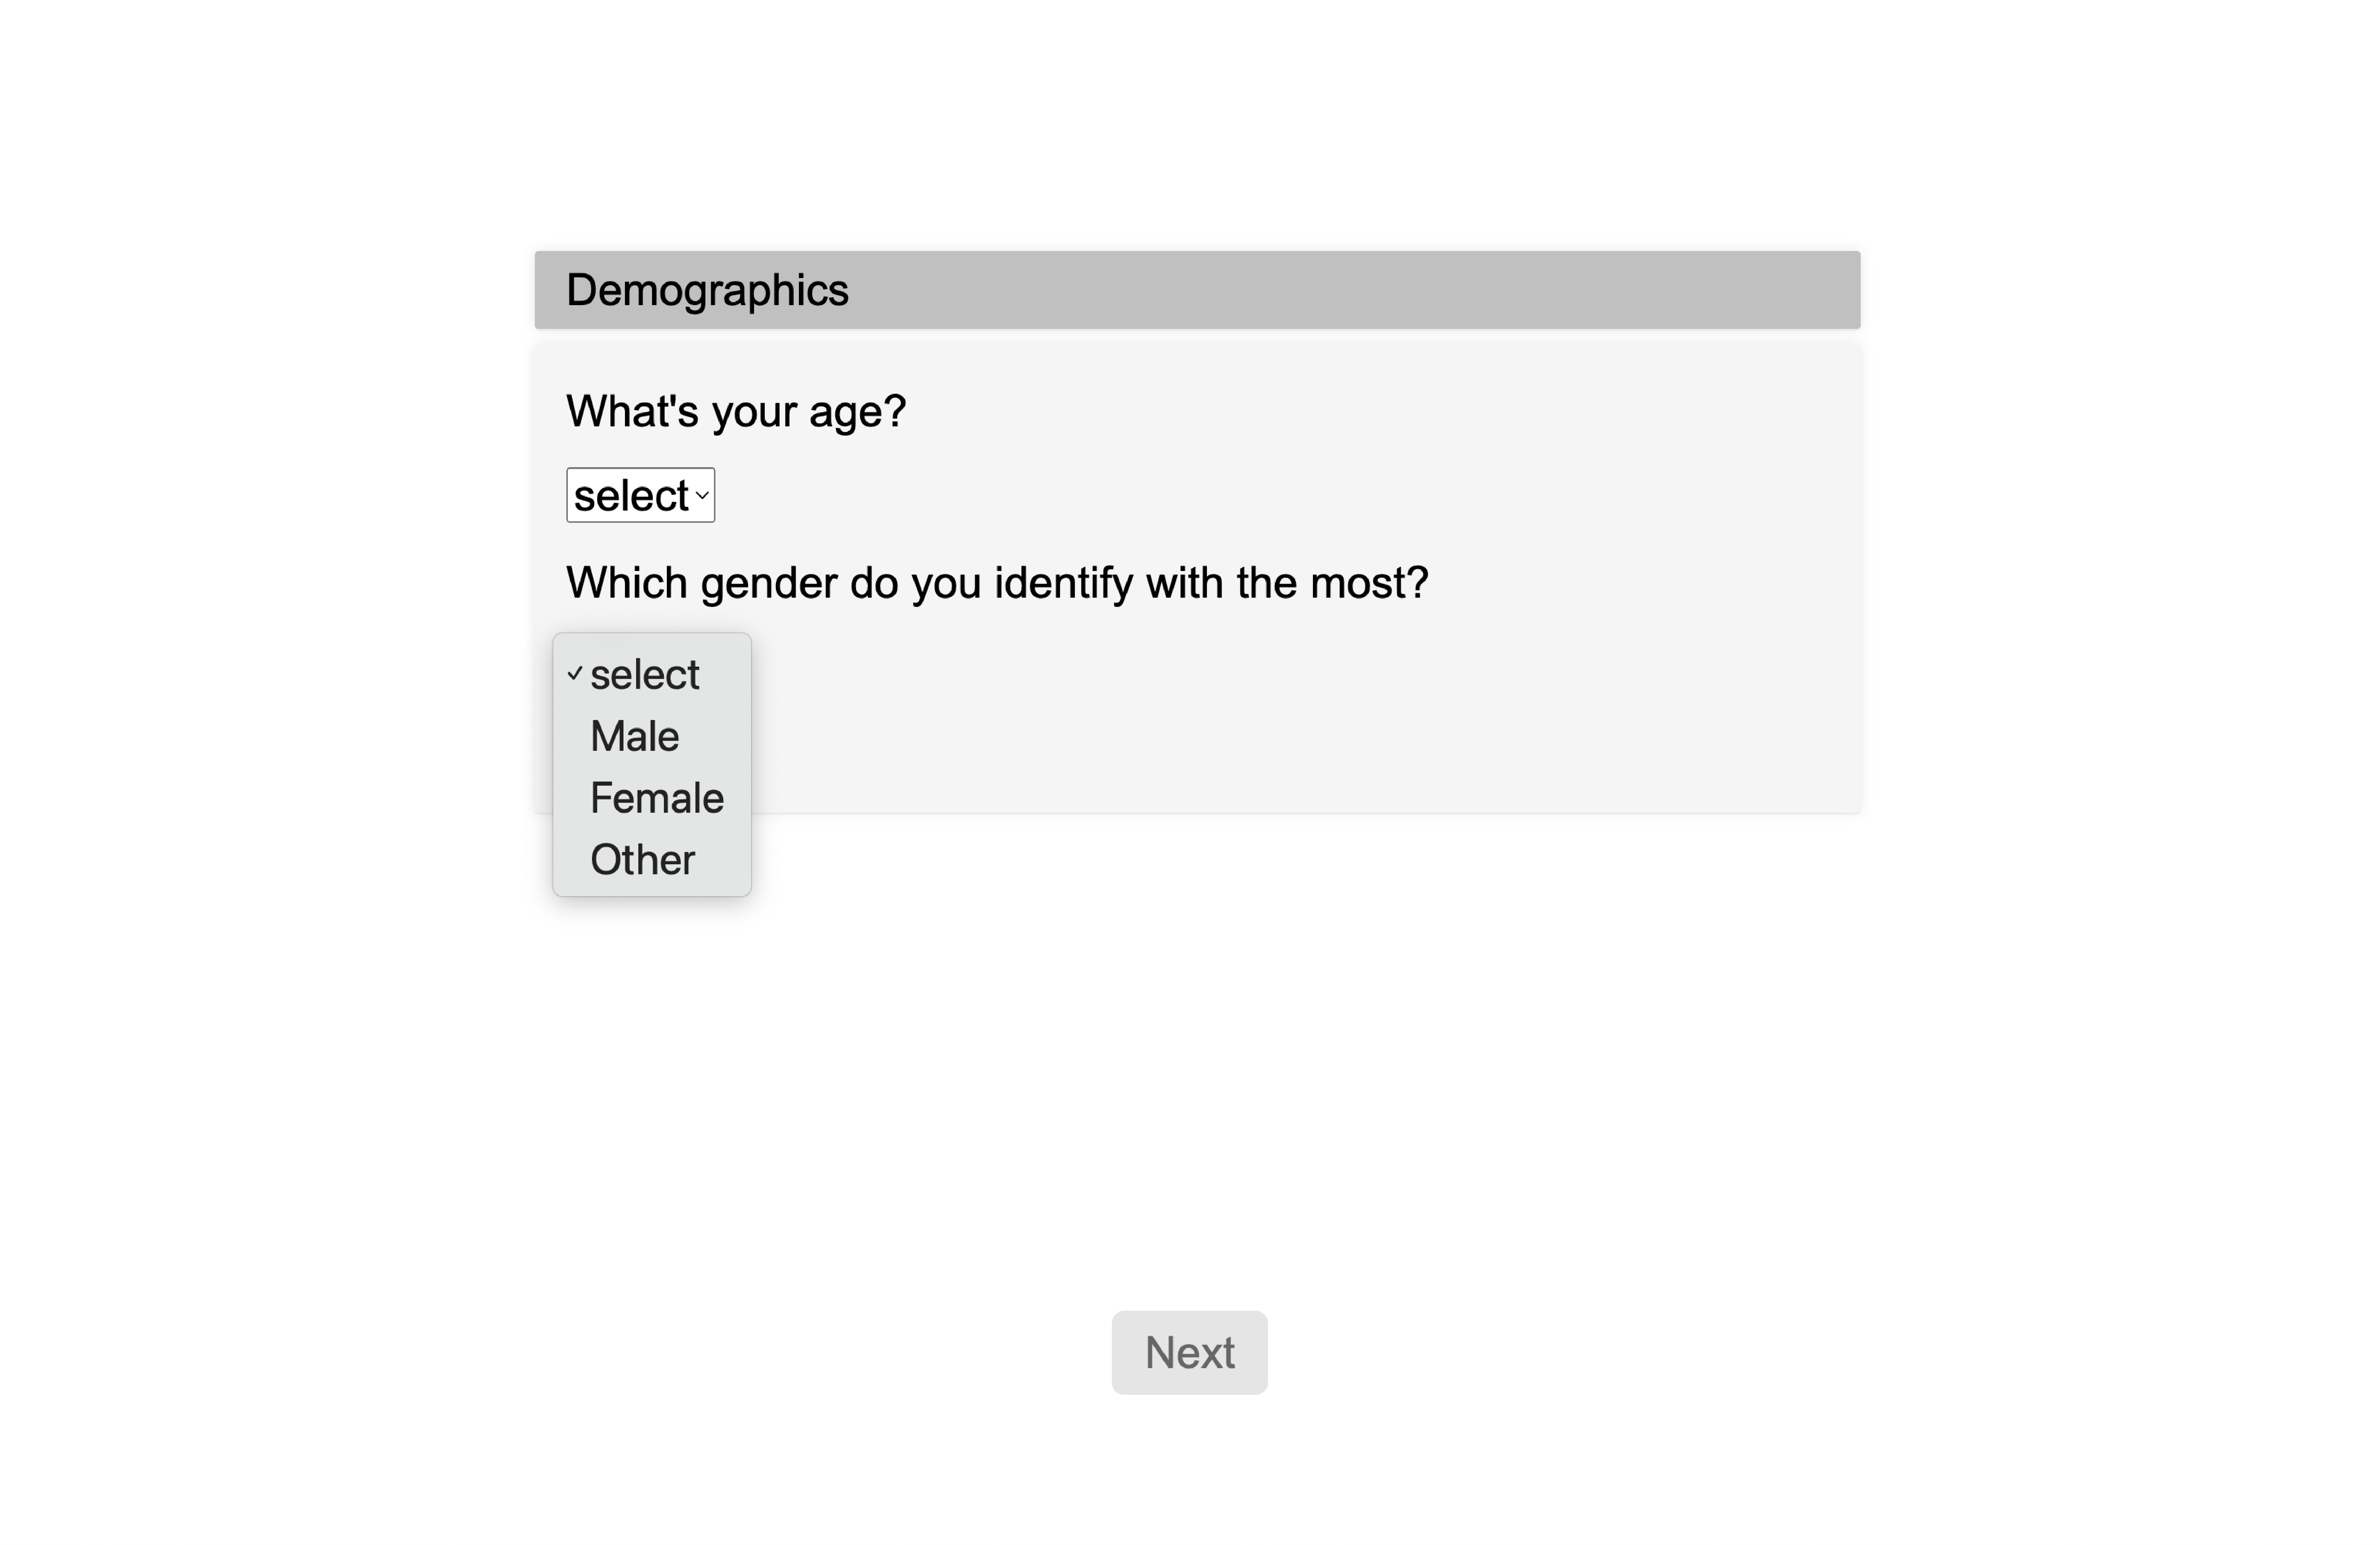 Demographics
What's your age?
select
Which gender do you identify with the most?
select
Male
Female
Other
Next